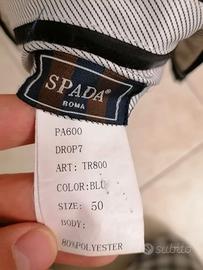 SPADA®
ROMA
PA600
DROP7
ART: TR800
COLOR:BLU
SIZE: 50
BODY:
80%POLYESTER
subito